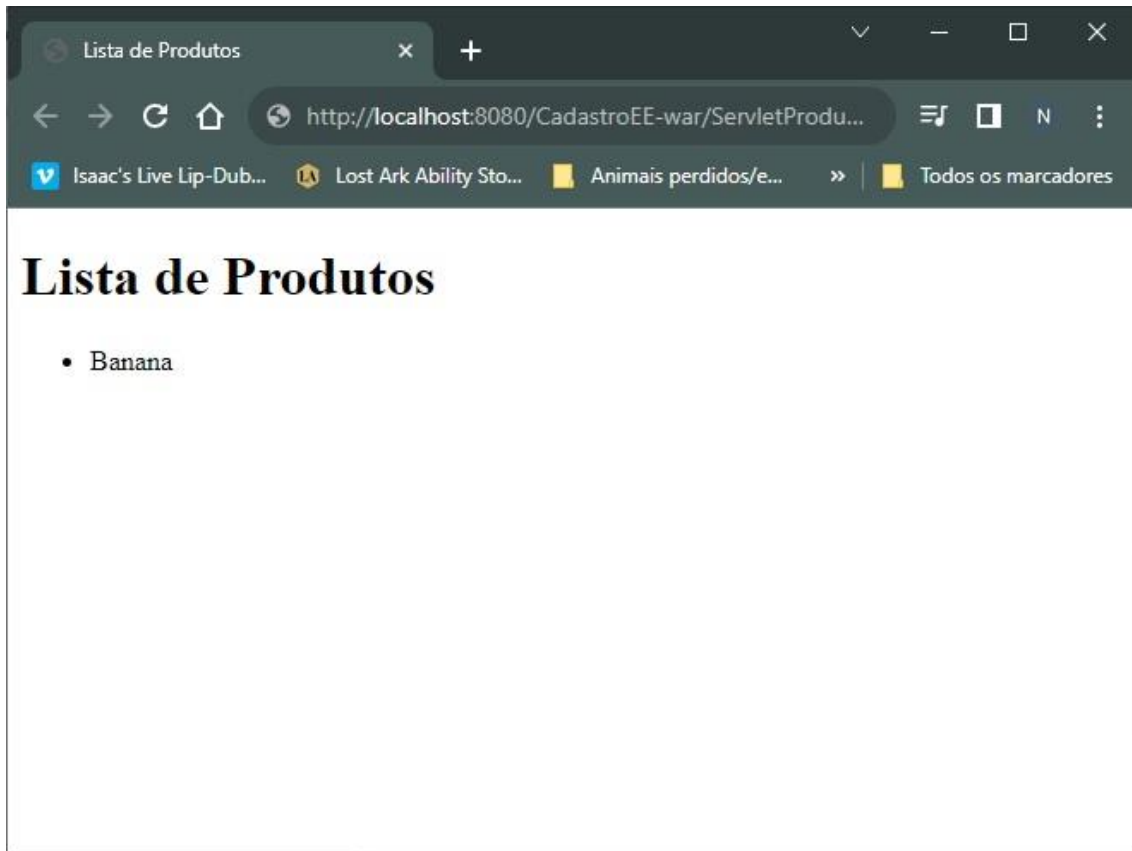 Lista de Produtos
http://localhost:8080/CadastroEE-war/ServletProdu...
N
Isaac's Live Lip-Dub...
LA
Lost Ark Ability Sto...
Animais perdidos/e...
»
Todos os marcadores
Lista de Produtos
• Banana